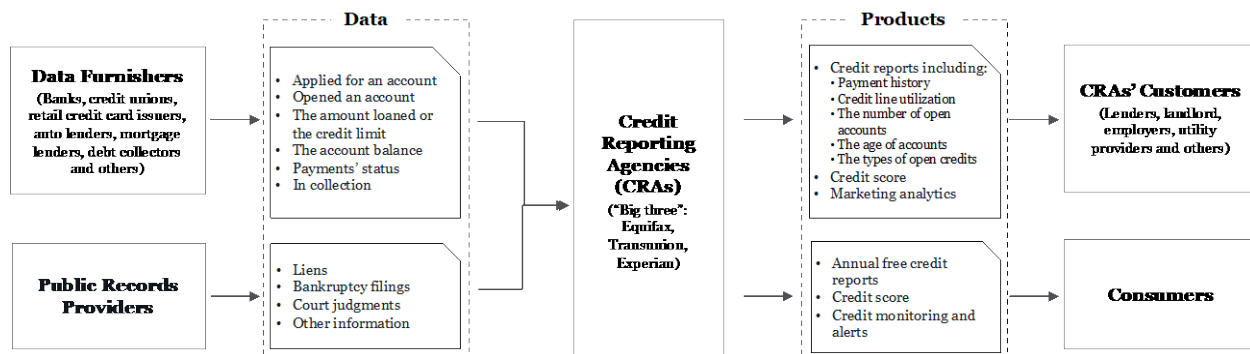 Data
Products
Data Furnishers
(Banks, credit unions,
retail credit card issuers,
auto lenders, mortgage
lenders, debt collectors
and others)
• Applied for an account
• Opened an account
• The amount loaned or
the credit limit
• The account balance
• Payments' status
• In collection
Public Records
Providers
• Liens
• Bankruptcy filings
• Court judgments
• Other information
Credit
Reporting
Agencies
(CRAs)
("Big three":
Equifax,
Transunion,
Experian)
• Credit reports including:
• Payment history
• Credit line utilization
• The number of open
accounts
• The age of accounts
• The types of open credits
• Credit score
• Marketing analytics
CRAs' Customers
(Lenders, landlord,
employers, utility
providers and others)
• Annual free credit
reports
• Credit score
• Credit monitoring and
alerts
Consumers